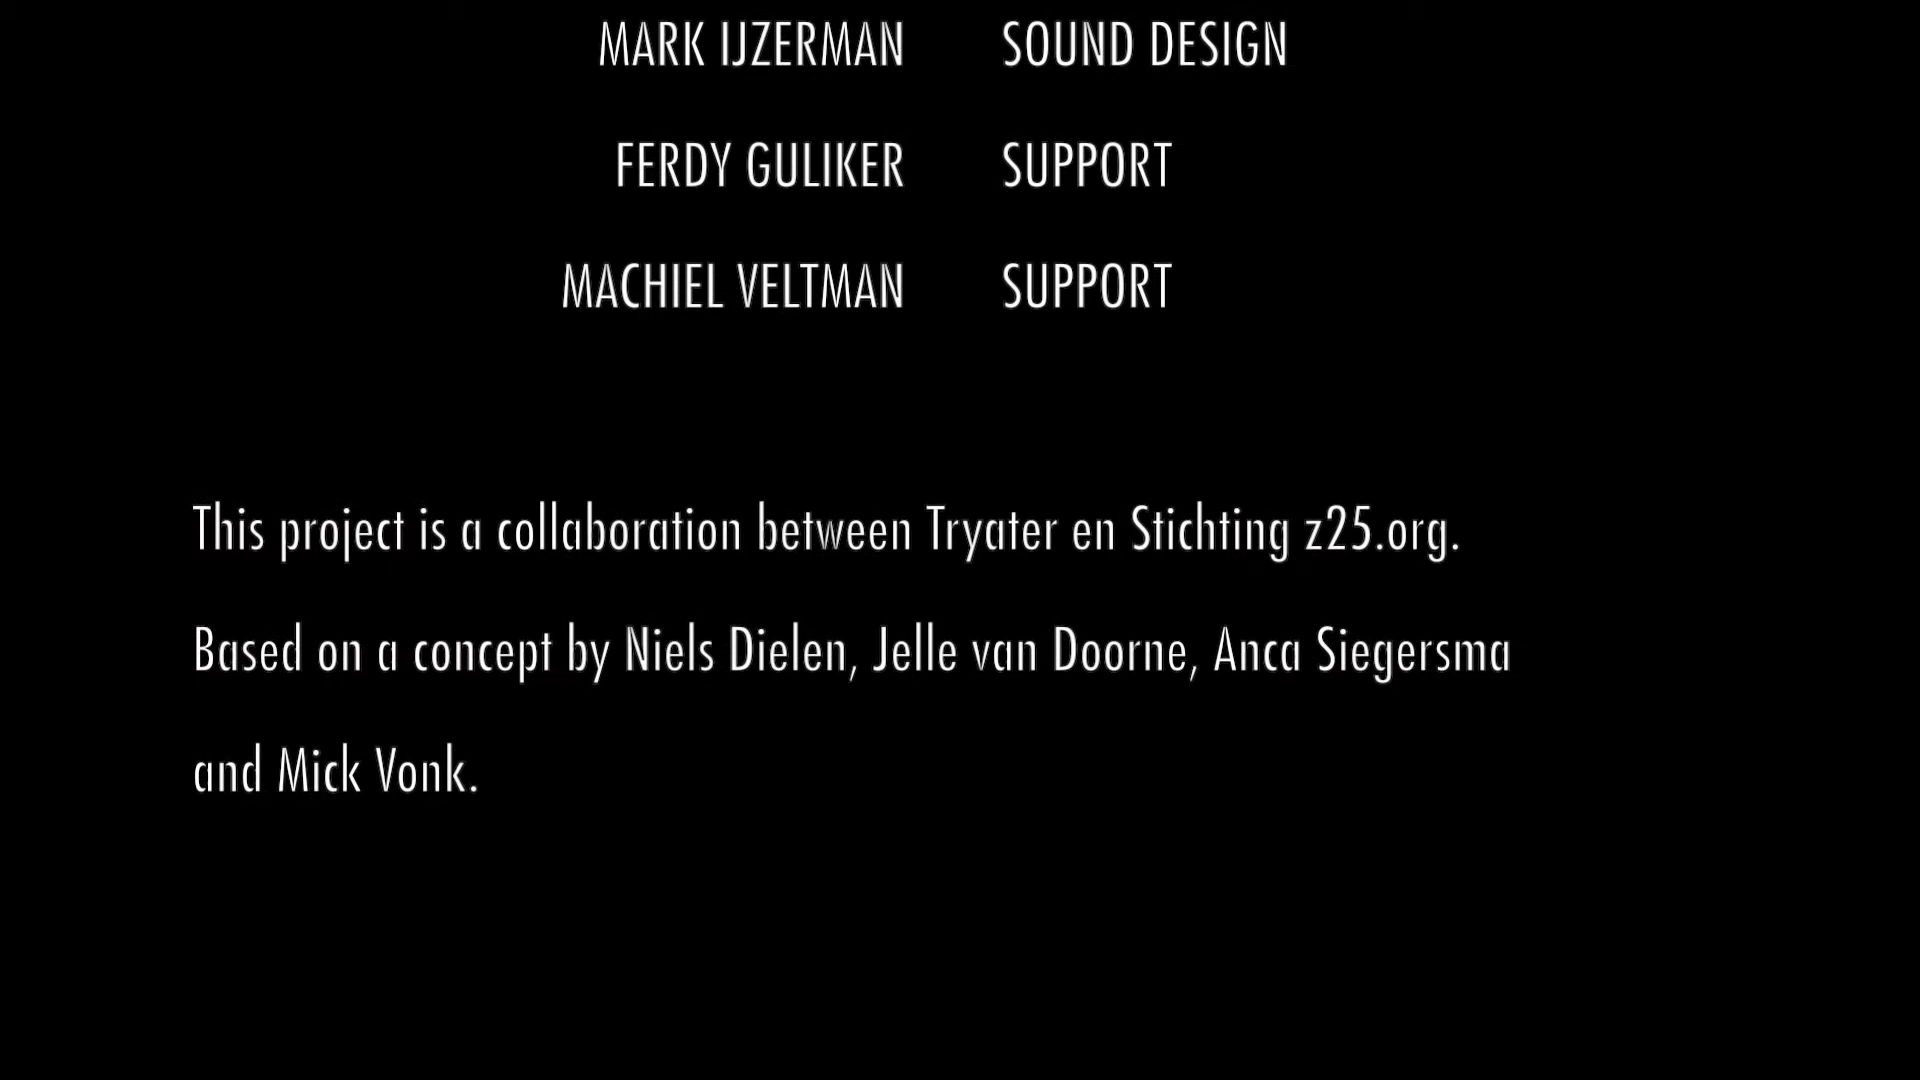 MARK IJZERMAN SOUND DESIGN
FERDY GULIKER SUPPORT
MACHIEL VELTMAN SUPPORT
This project is a collaboration between Tryater en Stichting z25.org.
Based on a concept by Niels Dielen, Jelle van Doorne, Anca Siegersma
and Mick Vonk.